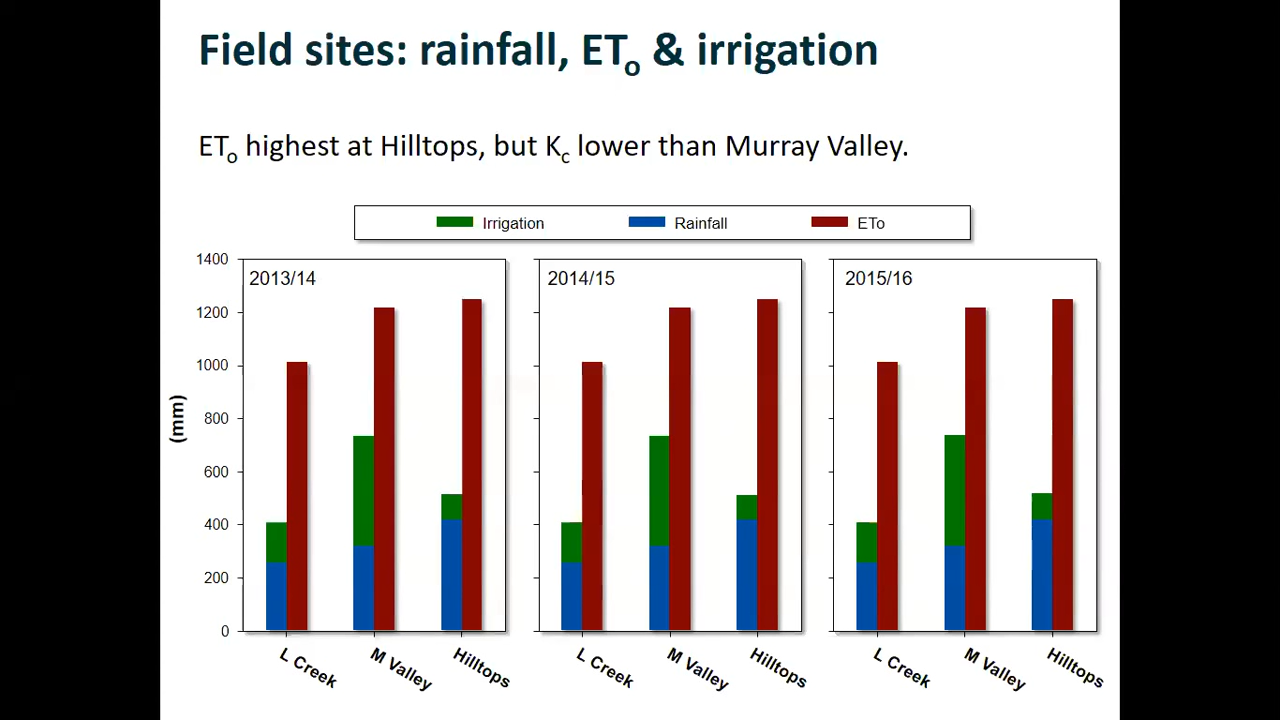 Field sites: rainfall, ETo & irrigation
ETo highest at Hilltops, but Kc lower than Murray Valley.
Irrigation Rainfall ETo
2013/14 2014/15 2015/16
1400
1200
1000
800
600
400
200
0
(mm)
L Creek M Valley Hilltops L Creek M Valley Hilltops L Creek M Valley Hilltops